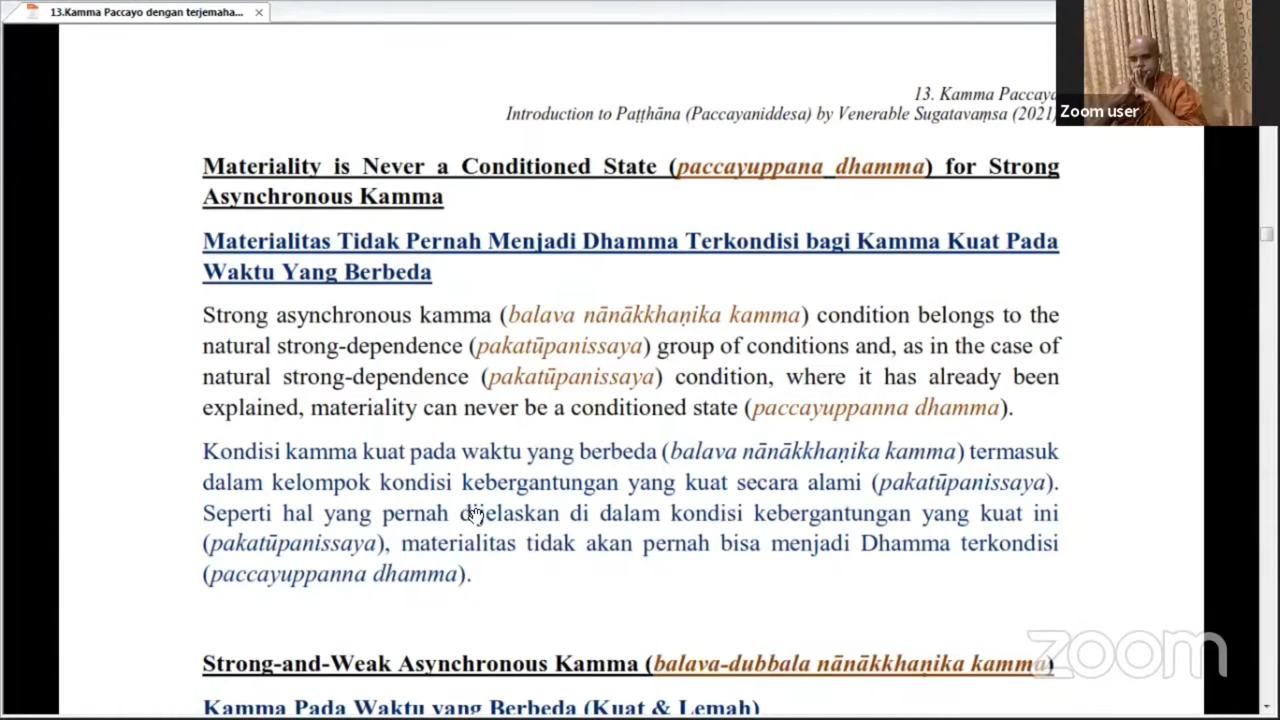 13.Kamma Paccayo dengan terjemaha...
13. Kamma Paccaya
Introduction to Paṭṭhāna (Paccayaniddesa) by Venerable Sugatavaṃsa (2021)
Zoom user
Materiality is Never a Conditioned State (paccayuppana dhamma) for Strong
Asynchronous Kamma
Materialitas Tidak Pernah Menjadi Dhamma Terkondisi bagi Kamma Kuat Pada
Waktu Yang Berbeda
Strong asynchronous kamma (balava nānākkhaṇika kamma) condition belongs to the
natural strong-dependence (pakatūpanissaya) group of conditions and, as in the case of
natural strong-dependence (pakatūpanissaya) condition, where it has already been
explained, materiality can never be a conditioned state (paccayuppanna dhamma).
Kondisi kamma kuat pada waktu yang berbeda (balava nānākkhaṇika kamma) termasuk
dalam kelompok kondisi kebergantungan yang kuat secara alami (pakatūpanissaya).
Seperti hal yang pernah dijelaskan di dalam kondisi kebergantungan yang kuat ini
(pakatūpanissaya), materialitas tidak akan pernah bisa menjadi Dhamma terkondisi
(paccayuppanna dhamma).
zoom
Strong-and-Weak Asynchronous Kamma (balava-dubbala nānākkhaṇika kamma)
Kamma Pada Waktu yang Berbeda (Kuat & Lemah)